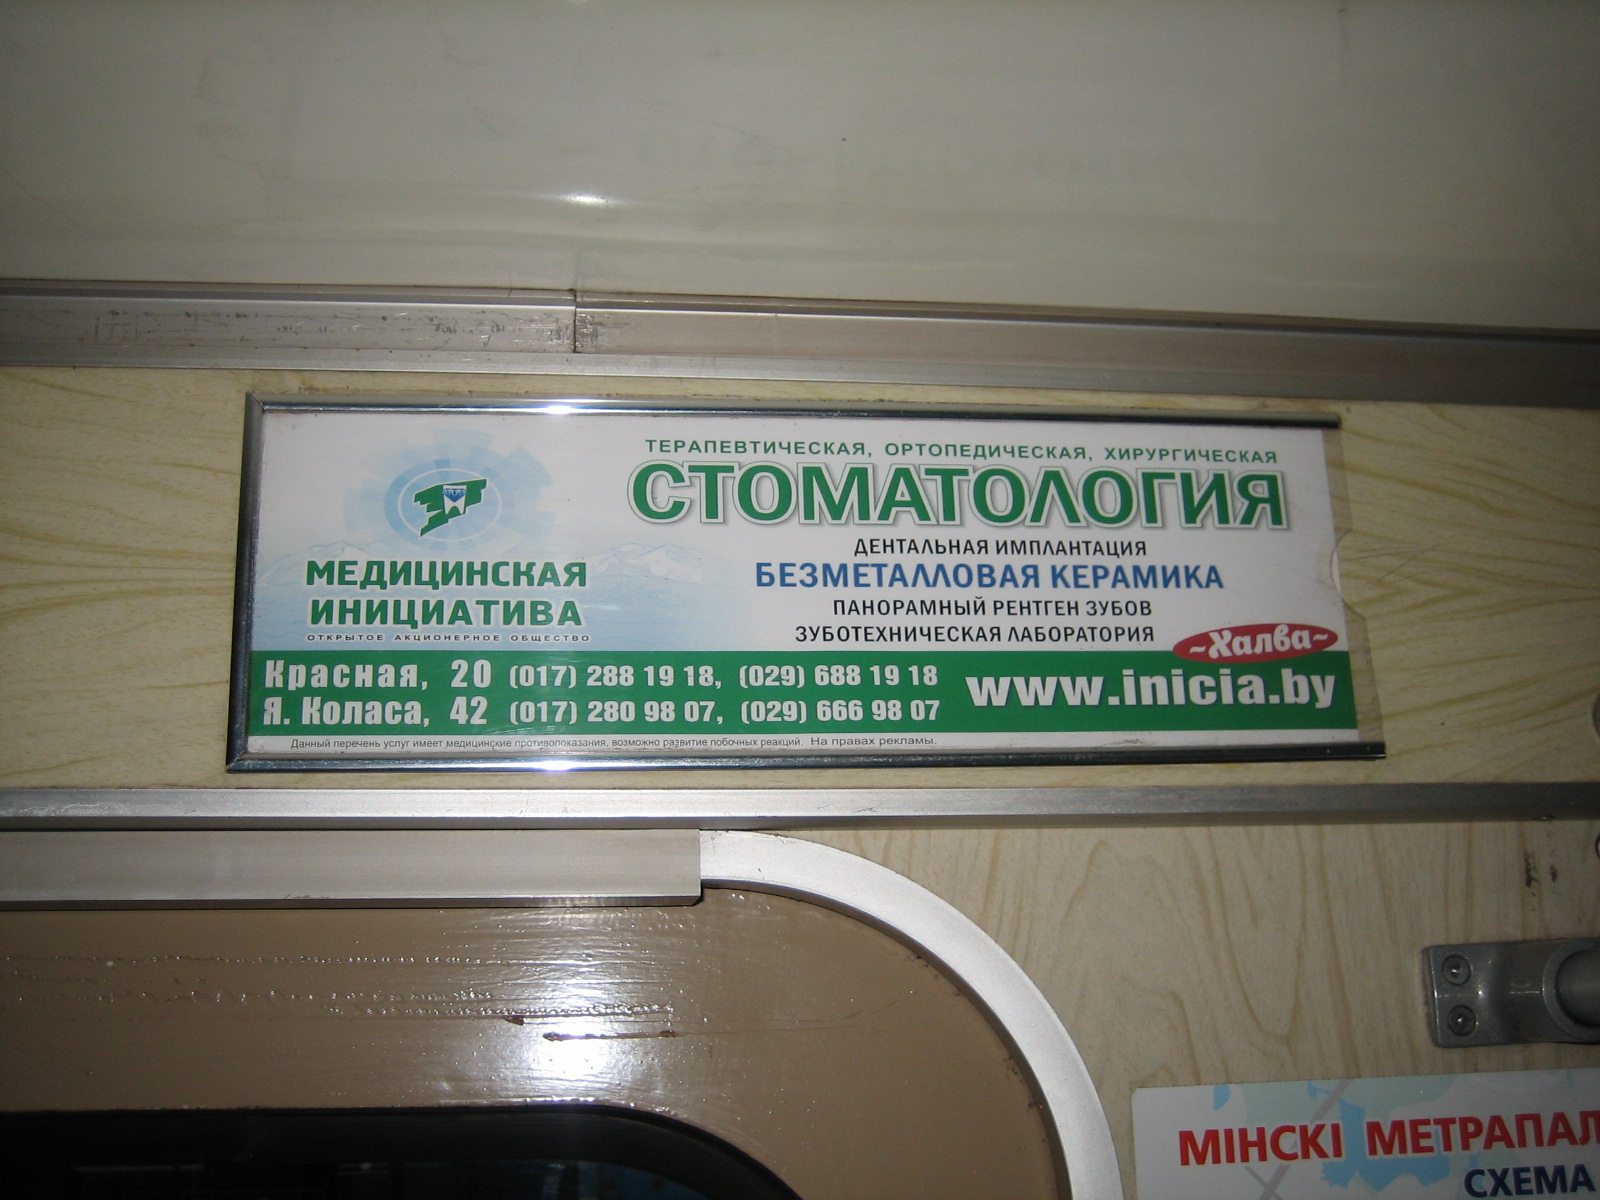 ТЕРАПЕВТИЧЕСКАЯ, ОРТОПЕДИЧЕСКАЯ, ХИРУРГИЧЕСКАЯ
СТОМАТОЛОГИЯ
ДЕНТАЛЬНАЯ ИМПЛАНТАЦИЯ
БЕЗМЕТАЛЛОВАЯ КЕРАМИКА
ПАНОРАМНЫЙ РЕНТГЕН ЗУБОВ
ЗУБОТЕХНИЧЕСКАЯ ЛАБОРАТОРИЯ
МЕДИЦИНСКАЯ
ИНИЦИАТИВА
ОТКРЫТОЕ АКЦИОНЕРНОЕ ОБЩЕСТВО
~Халва~
Красная, 20 (017) 288 19 18, (029) 688 19 18
Я. Коласа, 42 (017) 280 98 07, (029) 666 98 07
www.inicia.by
Данный перечень услуг имеет медицинские противопоказания, возможно развитие побочных реакций. На правах рекламы.
МІНСКІ МЕТРАПАЛ
СХЕМА